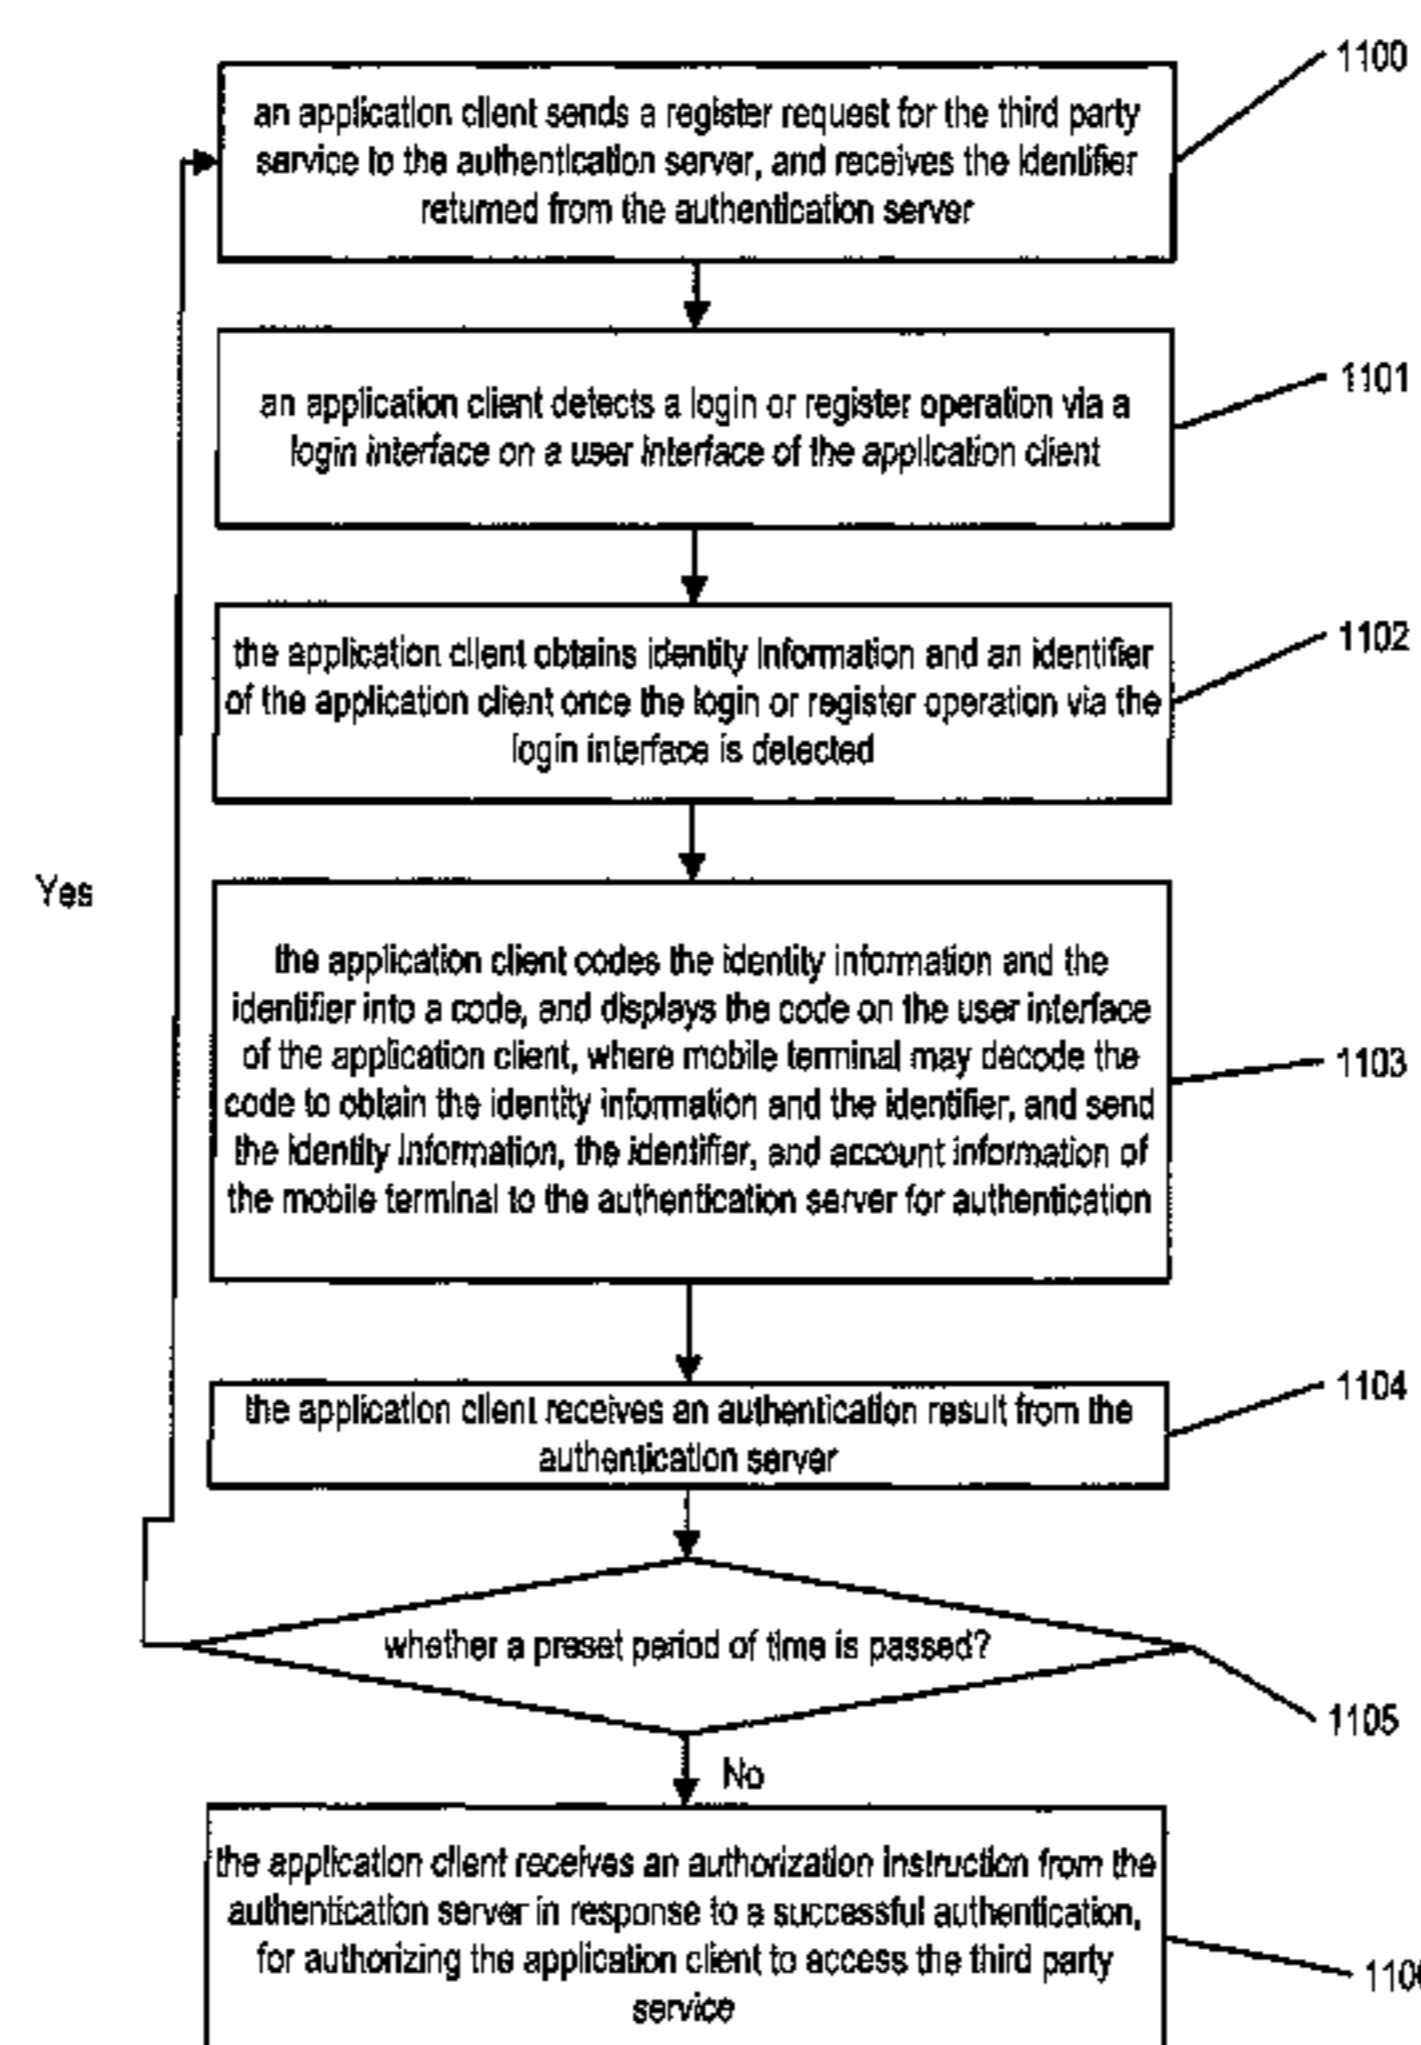 1100
an application client sends a register request for the third party
service to the authentication server, and receives the identifier
returned from the authentication server
1101
an application client detects a login or register operation via a
login interface on a user interface of the application client
1102
the application client obtains identity information and an identifier
of the application client once the login or register operation via the
login interface is detected
Yes
the application client codes the identity information and the
identifier into a code, and displays the code on the user interface
of the application client, where mobile terminal may decode the
code to obtain the identity information and the identifier, and send
the identity information, the identifier, and account information of
the mobile terminal to the authentication server for authentication
1103
1104
the application client receives an authentication result from the
authentication server
whether a preset period of time is passed?
1105
No
the application client receives an authorization instruction from the
authentication server in response to a successful authentication,
for authorizing the application client to access the third party
service